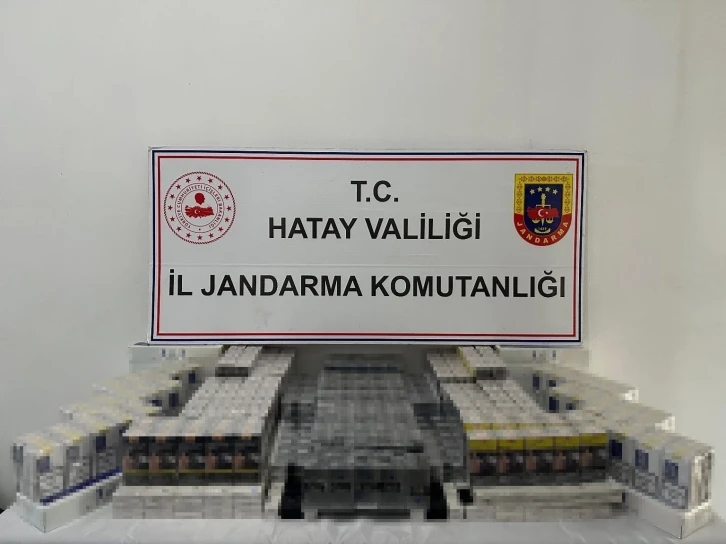 T.C.
HATAY VALİLİĞİ
İL JANDARMA KOMUTANLIĞI
JANDARMA